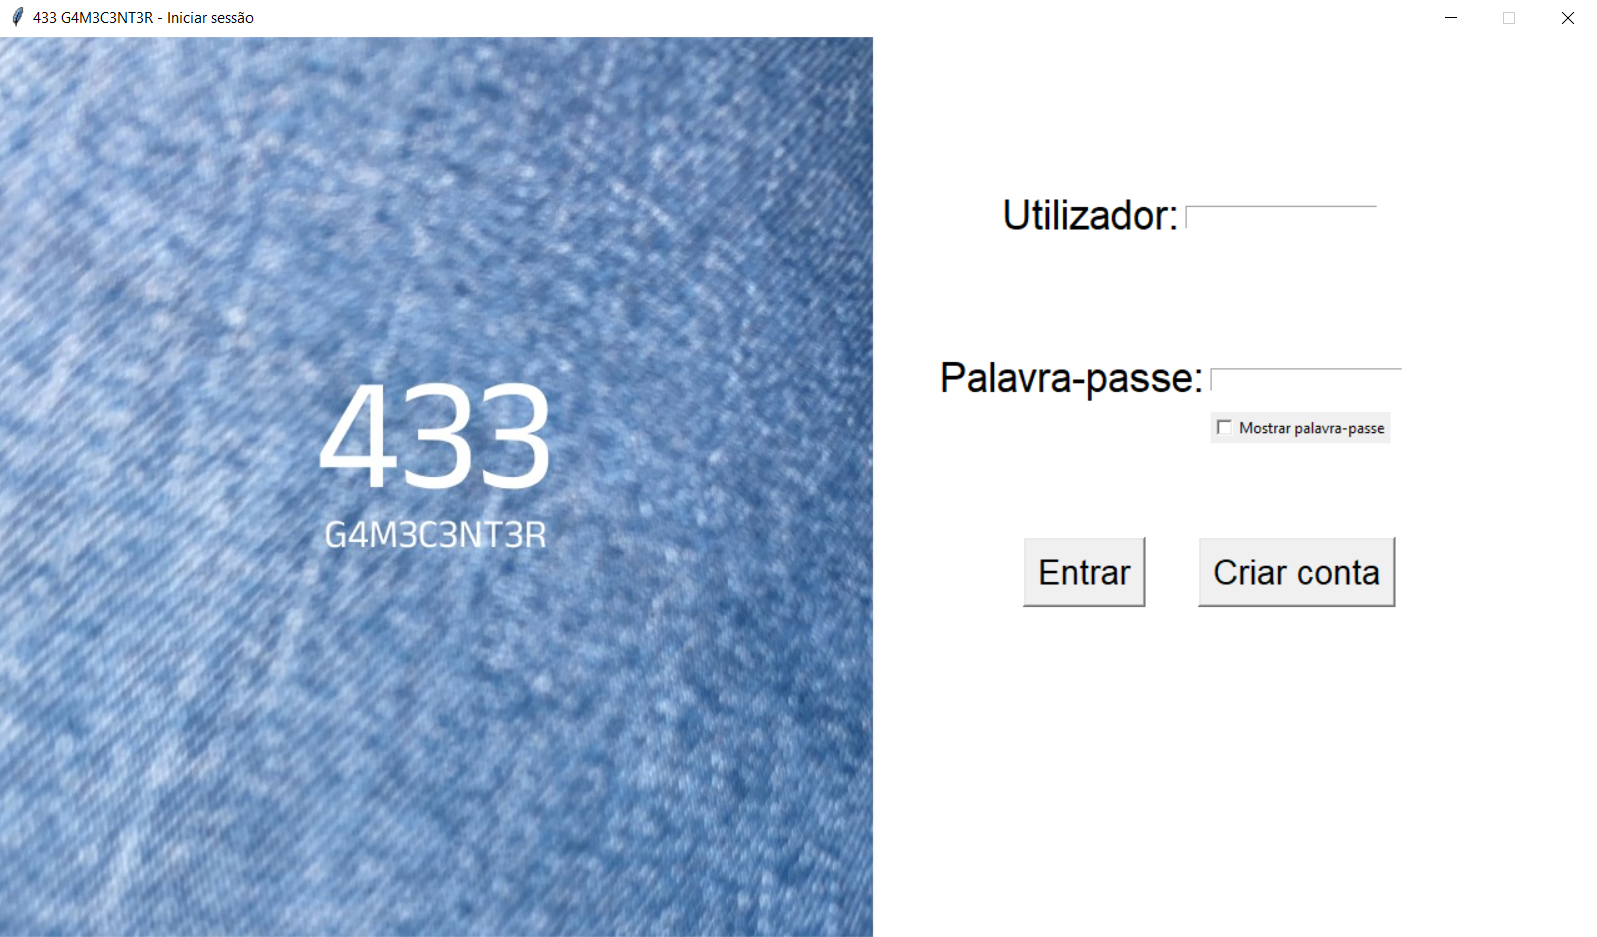 433 G4M3C3NT3R - Iniciar sessão
433
G4M3C3NT3R
Utilizador:
Palavra-passe:
Mostrar palavra-passe
Entrar
Criar conta